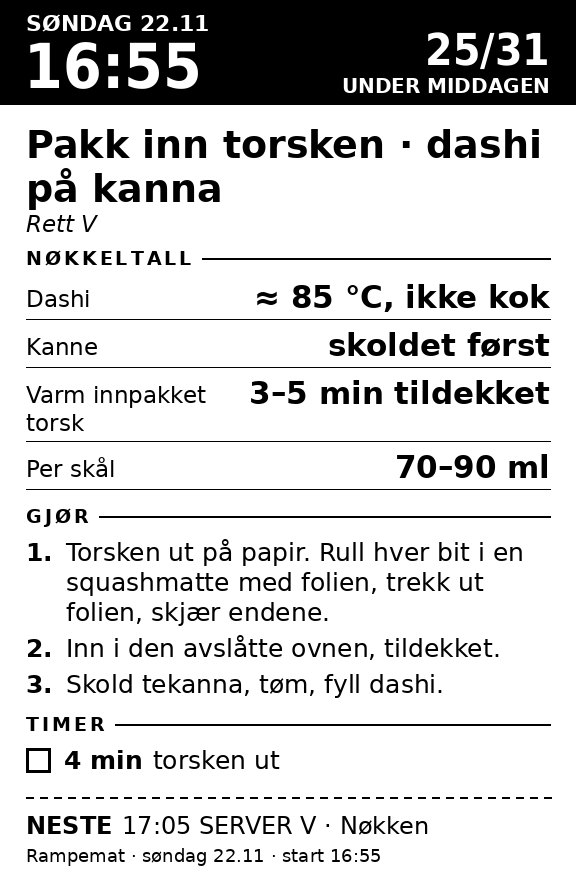 SØNDAG 22.11
16:55
25/31
UNDER MIDDAGEN
Pakk inn torsken · dashi
på kanna
Rett V
NØKKELTALL
Dashi ≈ 85 °C, ikke kok
Kanne skoldet først
Varm innpakket 3–5 min tildekket
torsk
Per skål 70–90 ml
GJØR
1. Torsken ut på papir. Rull hver bit i en
squashmatte med folien, trekk ut
folien, skjær endene.
2. Inn i den avslåtte ovnen, tildekket.
3. Skold tekanna, tøm, fyll dashi.
TIMER
4 min torsken ut
NESTE 17:05 SERVER V · Nøkken
Rampemat · søndag 22.11 · start 16:55